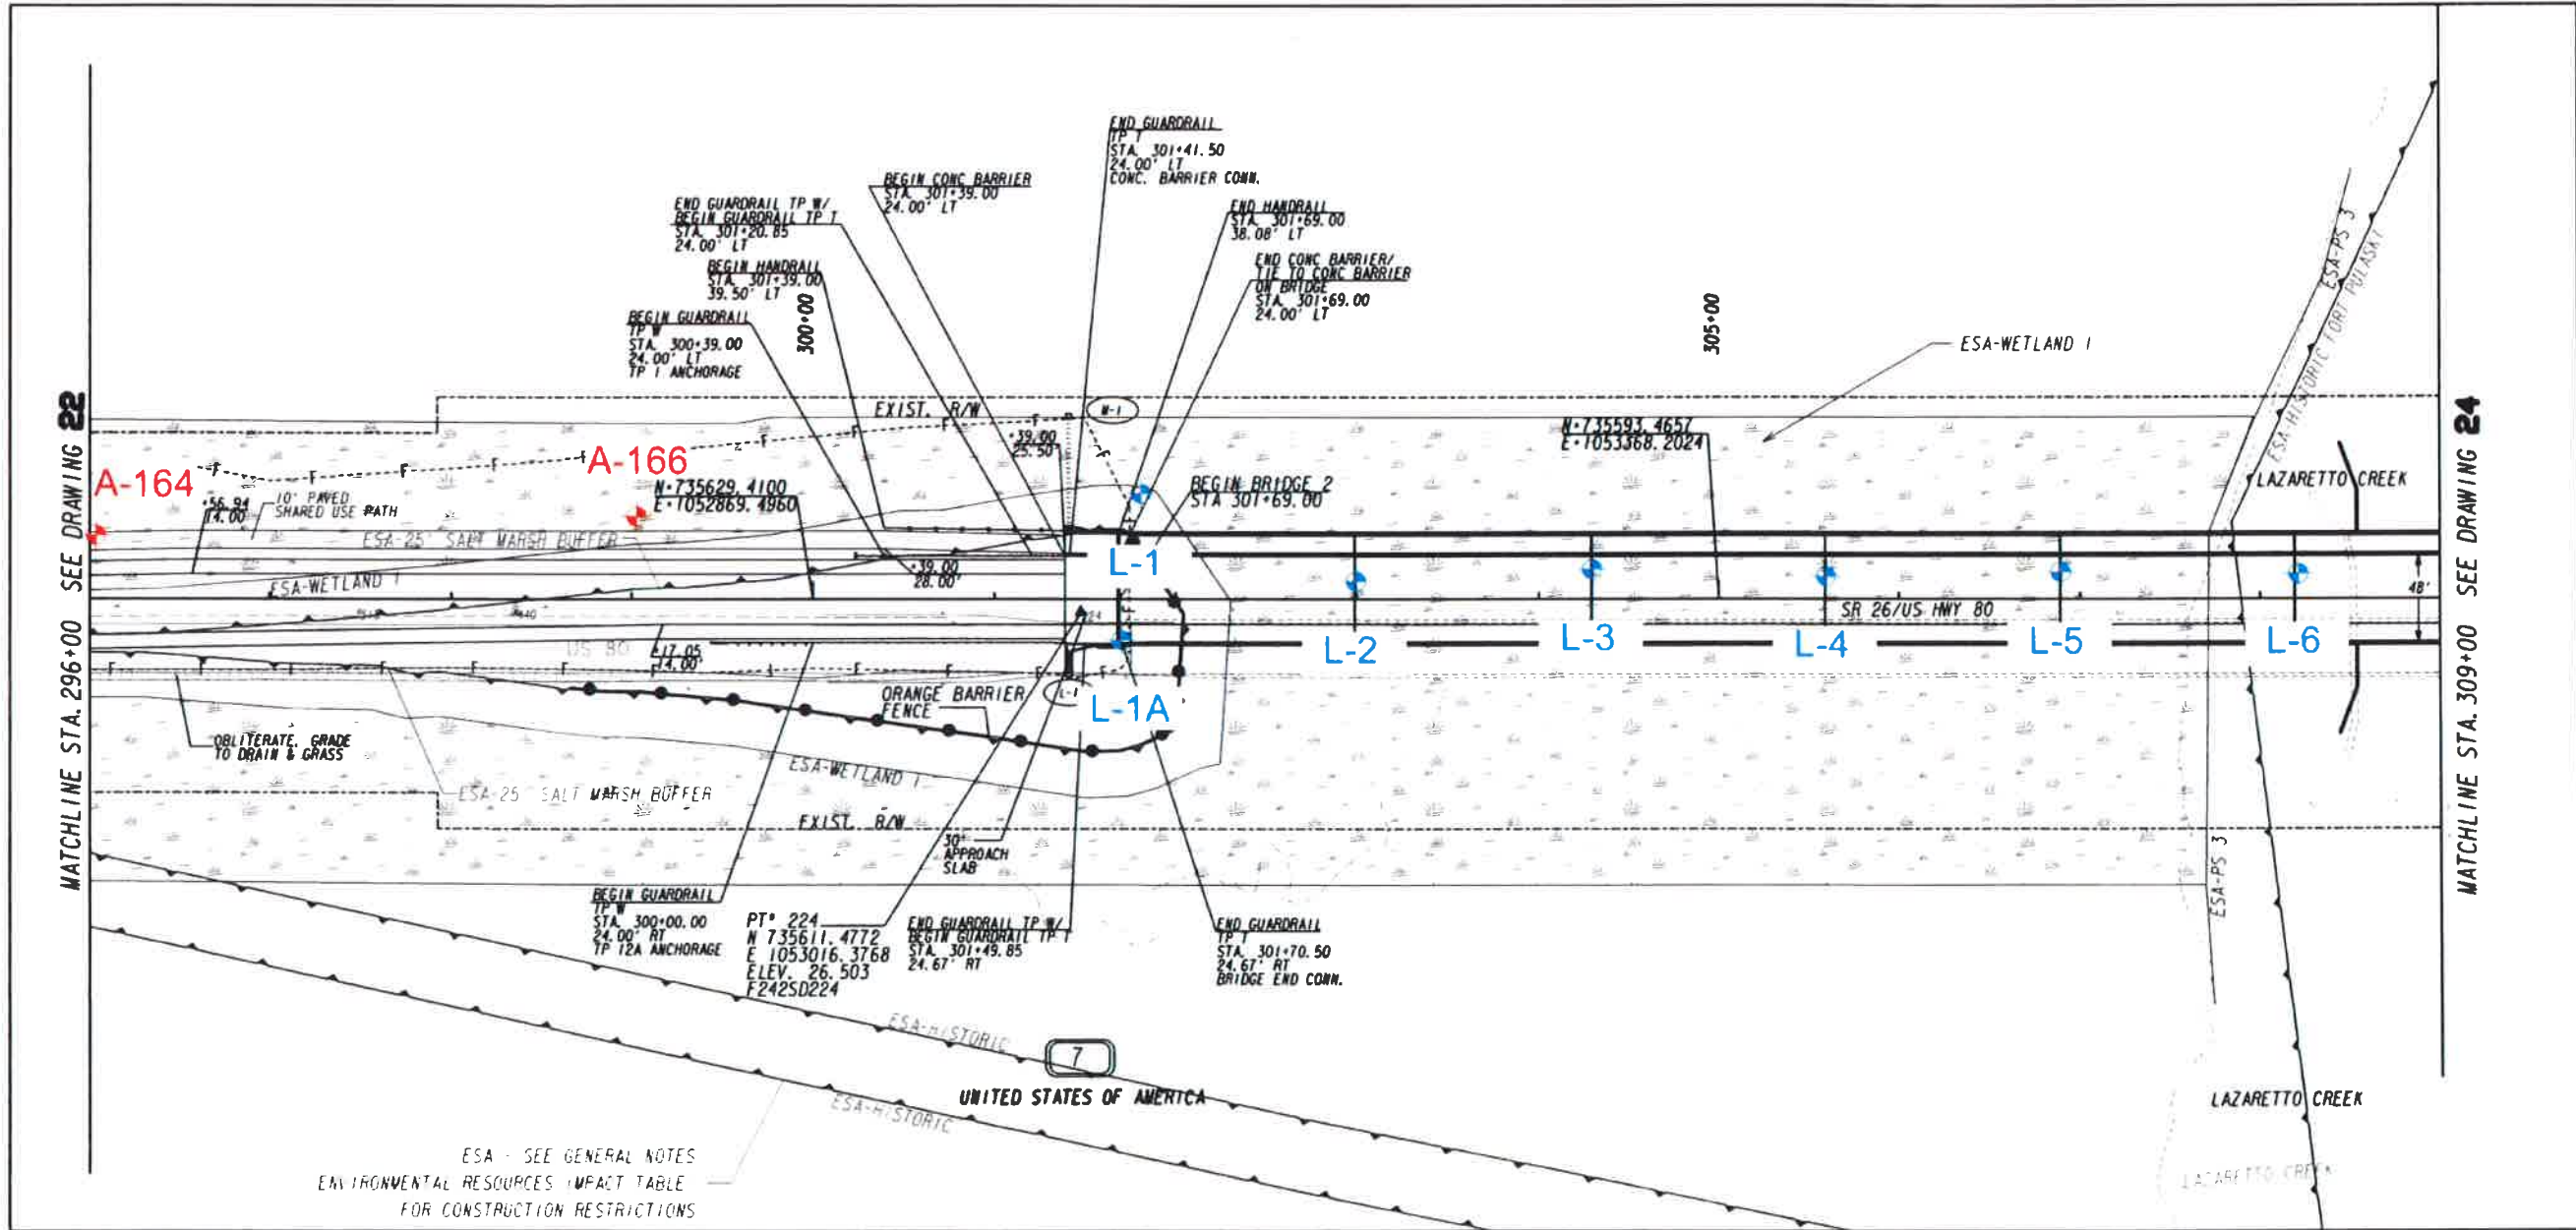 END GUARDRAIL
TP T
STA. 301+41.50
24.00' LT
CONC. BARRIER CONN.
BEGIN CONC BARRIER
STA. 301+39.00
24.00' LT
END GUARDRAIL TP W/
BEGIN GUARDRAIL TP T
STA. 301+20.85
24.00' LT
END HANDRAIL
STA. 301+69.00
38.08' LT
BEGIN HANDRAIL
STA. 301+39.00
39.50' LT
END CONC BARRIER/
TIE TO CONC BARRIER
ON BRIDGE
STA. 301+69.00
24.00' LT
BEGIN GUARDRAIL
TP W
STA. 300+39.00
24.00' LT
TP 1 ANCHORAGE
300+00
305+00
ESA-WETLAND 1
ESA-PS 3
ESA-HISTORIC FORT PULASKI
MATCHLINE STA. 296+00 SEE DRAWING 22
MATCHLINE STA. 309+00 SEE DRAWING 24
EXIST. R/W
W-1
+39.00
25.50'
N=735593.4657
E=1053368.2024
A-164
A-166
+56.94
14.00'
10' PAVED
SHARED USE PATH
N=735629.4100
E=1052869.4960
BEGIN BRIDGE 2
STA 301+69.00
LAZARETTO CREEK
ESA-25' SALT MARSH BUFFER
ESA-WETLAND 1
+39.00
28.00'
L-1
48'
SR 26/US HWY 80
224
L-2
L-3
L-4
L-5
L-6
US 80
+17.05
14.00'
L-1
L-1A
ORANGE BARRIER
FENCE
OBLITERATE, GRADE
TO DRAIN & GRASS
ESA-WETLAND 1
ESA-25' SALT MARSH BUFFER
EXIST. R/W
30'
APPROACH
SLAB
ESA-PS 3
BEGIN GUARDRAIL
TP W
STA. 300+00.00
24.00' RT
TP 12A ANCHORAGE
PT# 224
N 735611.4772
E 1053016.3768
ELEV. 26.503
F242SD224
END GUARDRAIL TP W/
BEGIN GUARDRAIL TP T
STA. 301+49.85
24.67' RT
END GUARDRAIL
TP T
STA. 301+70.50
24.67' RT
BRIDGE END CONN.
ESA-HISTORIC
7
UNITED STATES OF AMERICA
ESA-HISTORIC
LAZARETTO CREEK
LAZARETTO CREEK
ESA - SEE GENERAL NOTES
ENVIRONMENTAL RESOURCES IMPACT TABLE
FOR CONSTRUCTION RESTRICTIONS